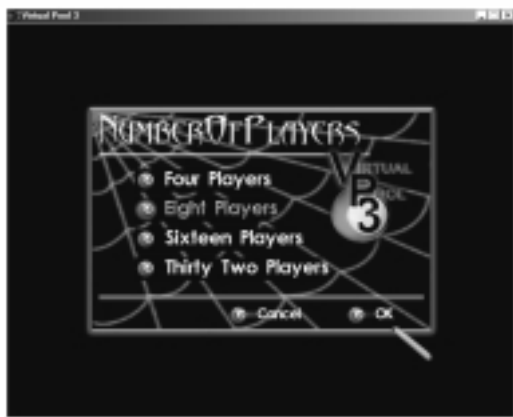 Virtual Pool 3
NumberOfPlayers
Four Players
VIRTUAL
Eight Players
POOL
3
Sixteen Players
Thirty Two Players
Cancel
OK